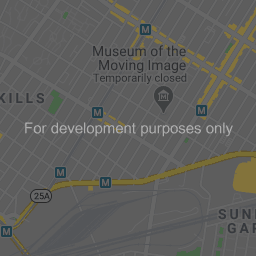 M
Museum of the
Moving Image
Temporarily closed
KILLS
M
M
For development purposes only
M
M
25A
SUN
GAR
M